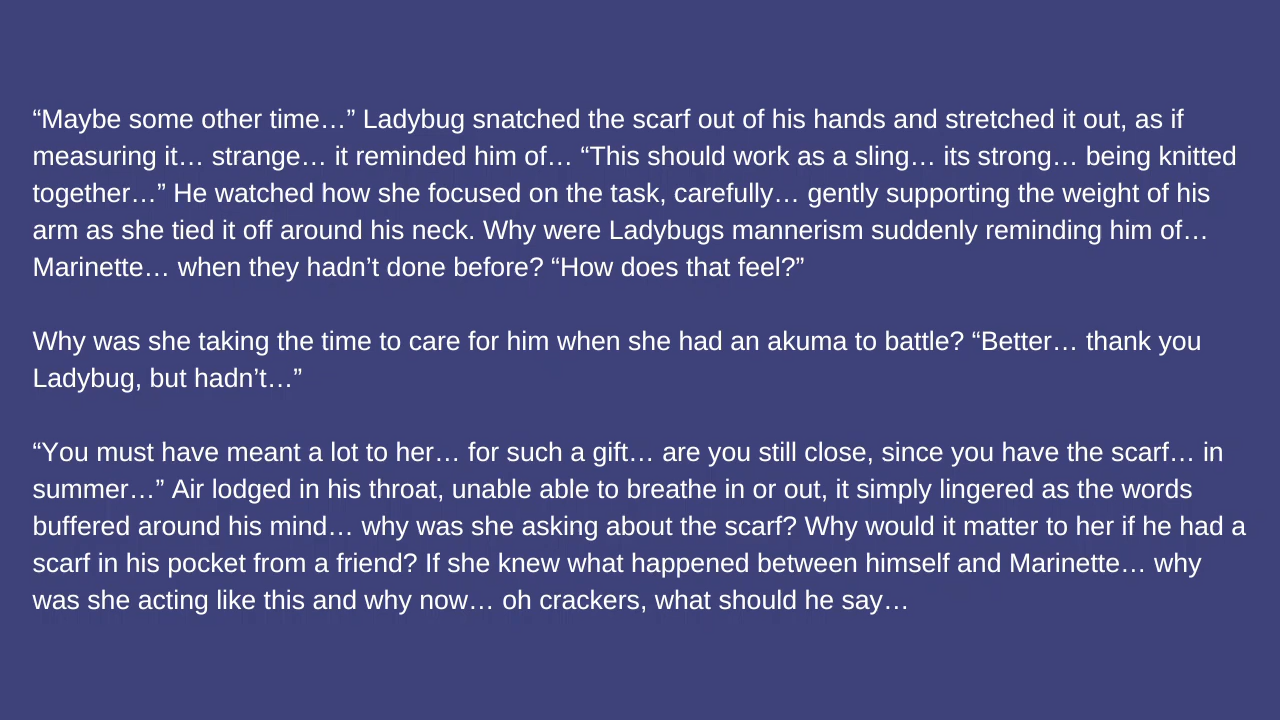 “Maybe some other time…” Ladybug snatched the scarf out of his hands and stretched it out, as if
measuring it… strange… it reminded him of… “This should work as a sling… its strong… being knitted
together…” He watched how she focused on the task, carefully… gently supporting the weight of his
arm as she tied it off around his neck. Why were Ladybugs mannerism suddenly reminding him of…
Marinette… when they hadn’t done before? “How does that feel?”
Why was she taking the time to care for him when she had an akuma to battle? “Better… thank you
Ladybug, but hadn’t…”
“You must have meant a lot to her… for such a gift… are you still close, since you have the scarf… in
summer…” Air lodged in his throat, unable able to breathe in or out, it simply lingered as the words
buffered around his mind… why was she asking about the scarf? Why would it matter to her if he had a
scarf in his pocket from a friend? If she knew what happened between himself and Marinette… why
was she acting like this and why now… oh crackers, what should he say…